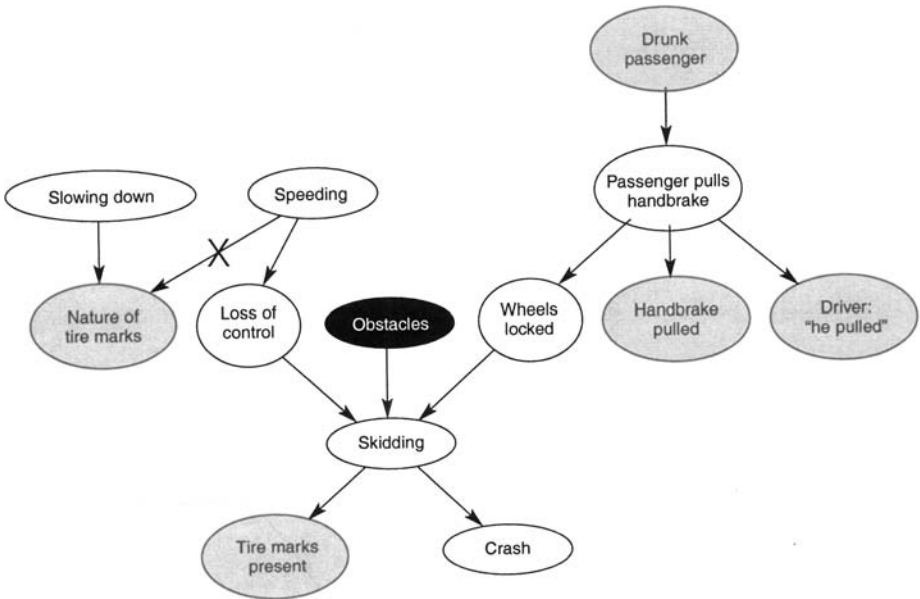 Drunk
passenger
Slowing down
Speeding
Passenger pulls
handbrake
X
Nature of
tire marks
Loss of
control
Obstacles
Wheels
locked
Handbrake
pulled
Driver:
"he pulled"
Skidding
Tire marks
present
Crash